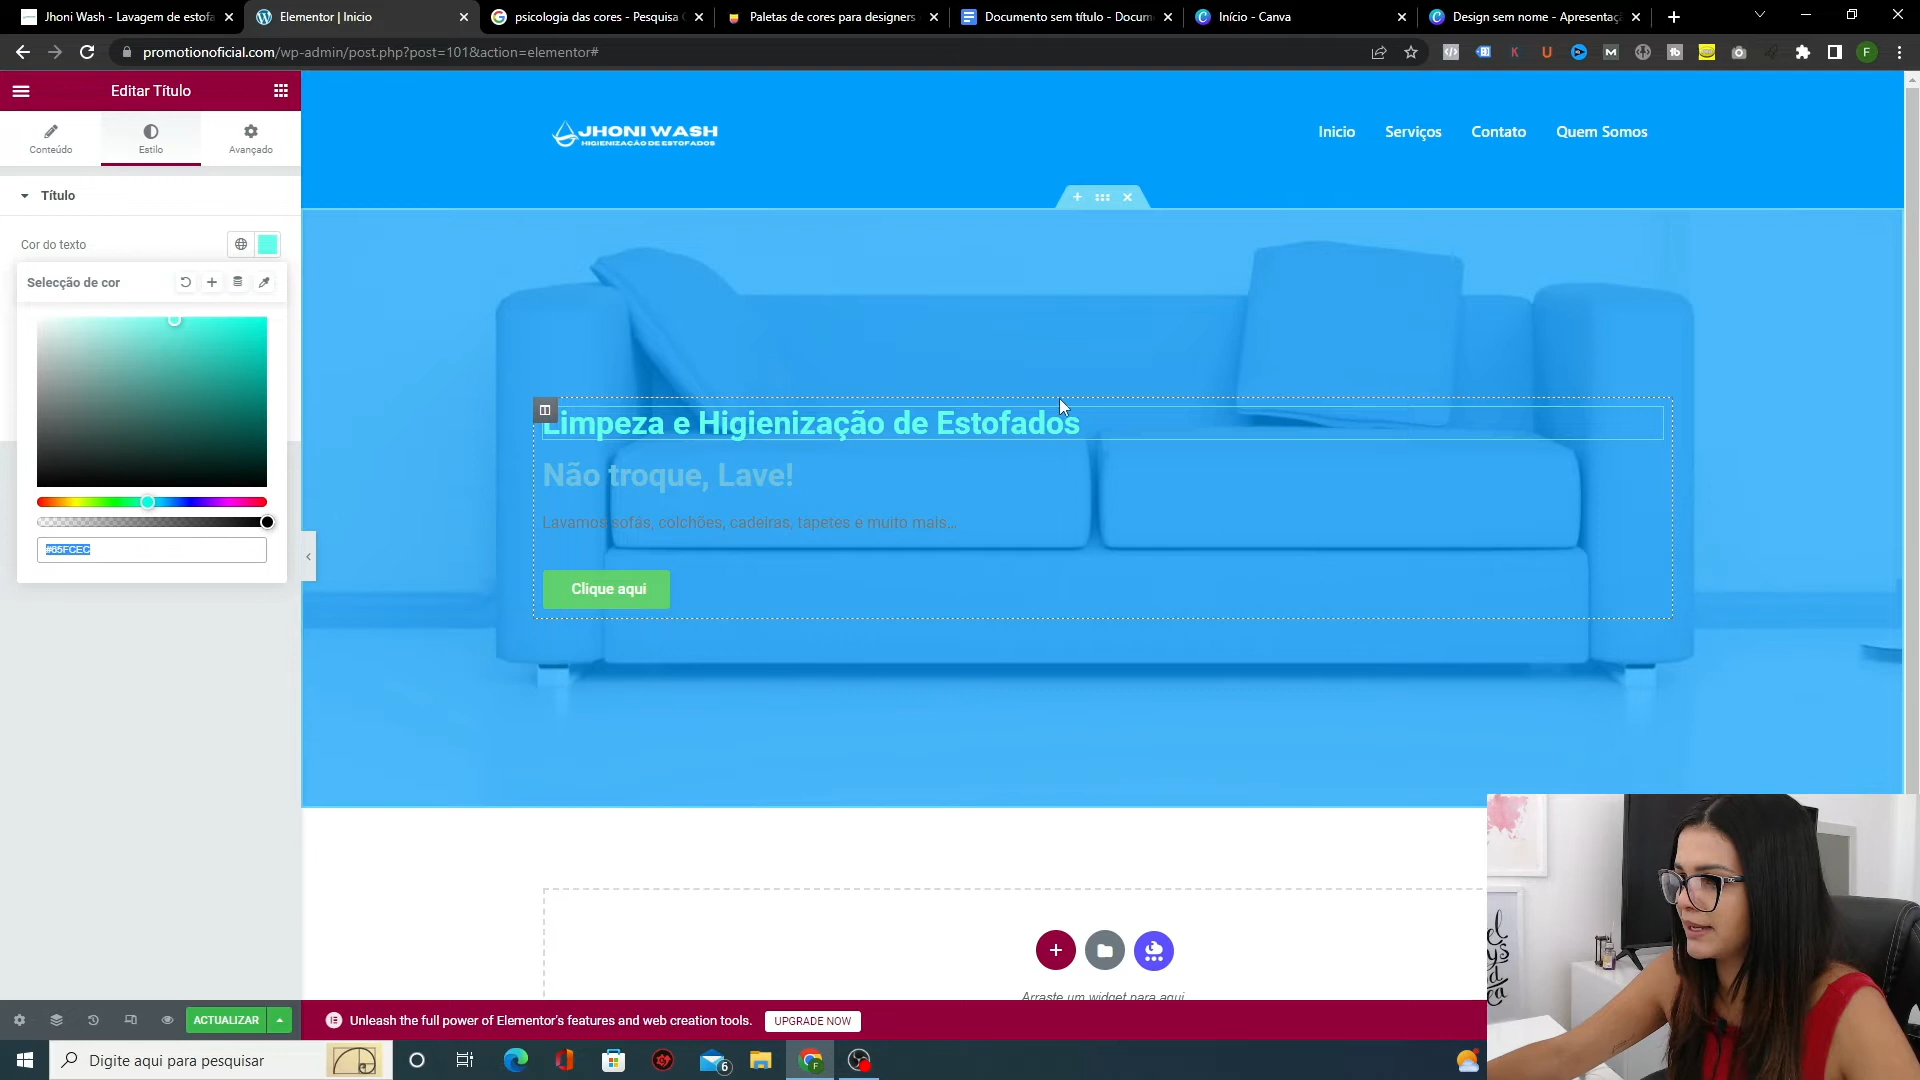 Jhoni Wash - Lavagem de estofa
Elementor | Inicio
psicologia das cores - Pesquisa
Paletas de cores para designers
Documento sem título - Docum
Início - Canva
Design sem nome - Apresentaç
promotionoficial.com/wp-admin/post.php?post=101&action=elementor#
Editar Título
Conteúdo
Estilo
Avançado
Título
Cor do texto
Selecção de cor
#65FCEC
JHONI WASH
HIGIENIZAÇÃO DE ESTOFADOS
Inicio
Serviços
Contato
Quem Somos
Limpeza e Higienização de Estofados
Não troque, Lave!
Lavamos sofás, colchões, cadeiras, tapetes e muito mais...
Clique aqui
Arraste um widget para aqui
ACTUALIZAR
Unleash the full power of Elementor's features and web creation tools.
UPGRADE NOW
Digite aqui para pesquisar
6